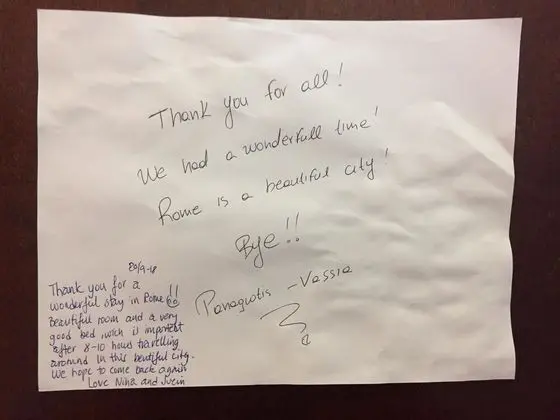 Thank you for all!
We had a wonderfull time!
Rome is a beautiful city!
Bye!!
Panagiotis - Vassia
20/9-18
Thank you for a
wonderful stay in Rome!!
Beautiful room and a very
good bed, wich is important
after 8-10 hours travelling
around in this beutiful city.
We hope to come back again
Love Nina and